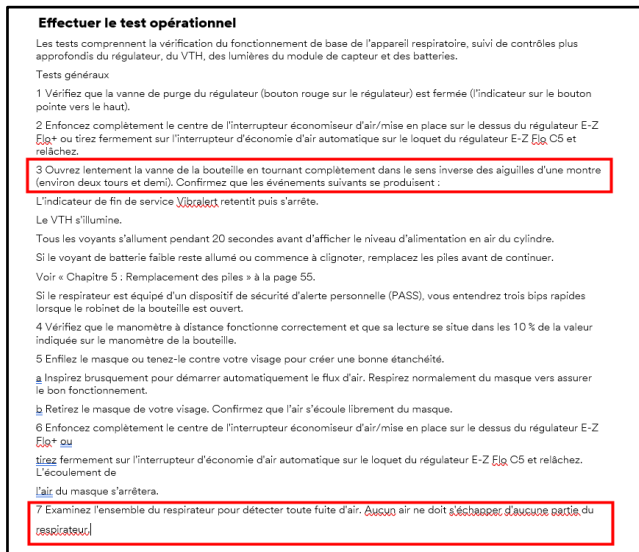 Effectuer le test opérationnel
Les tests comprennent la vérification du fonctionnement de base de l'appareil respiratoire, suivi de contrôles plus
approfondis du régulateur, du VTH, des lumières du module de capteur et des batteries.
Tests généraux
1 Vérifiez que la vanne de purge du régulateur (bouton rouge sur le régulateur) est fermée (l'indicateur sur le bouton
pointe vers le haut).
2 Enfoncez complètement le centre de l'interrupteur économiseur d'air/mise en place sur le dessus du régulateur E-Z
Flo+ ou tirez fermement sur l'interrupteur d'économie d'air automatique sur le loquet du régulateur E-Z Flo C5 et
relâchez.
3 Ouvrez lentement la vanne de la bouteille en tournant complètement dans le sens inverse des aiguilles d'une montre
(environ deux tours et demi). Confirmez que les événements suivants se produisent :
L'indicateur de fin de service Vibralert retentit puis s'arrête.
Le VTH s'illumine.
Tous les voyants s'allument pendant 20 secondes avant d'afficher le niveau d'alimentation en air du cylindre.
Si le voyant de batterie faible reste allumé ou commence à clignoter, remplacez les piles avant de continuer.
Voir « Chapitre 5 : Remplacement des piles » à la page 55.
Si le respirateur est équipé d'un dispositif de sécurité d'alerte personnelle (PASS), vous entendrez trois bips rapides
lorsque le robinet de la bouteille est ouvert.
4 Vérifiez que le manomètre à distance fonctionne correctement et que sa lecture se situe dans les 10 % de la valeur
indiquée sur le manomètre de la bouteille.
5 Enfilez le masque ou tenez-le contre votre visage pour créer une bonne étanchéité.
a Inspirez brusquement pour démarrer automatiquement le flux d'air. Respirez normalement du masque vers assurer
le bon fonctionnement.
b Retirez le masque de votre visage. Confirmez que l'air s'écoule librement du masque.
6 Enfoncez complètement le centre de l'interrupteur économiseur d'air/mise en place sur le dessus du régulateur E-Z
Flo+ ou
tirez fermement sur l'interrupteur d'économie d'air automatique sur le loquet du régulateur E-Z Flo C5 et relâchez.
L'écoulement de
l'air du masque s'arrêtera.
7 Examinez l'ensemble du respirateur pour détecter toute fuite d'air. Aucun air ne doit s'échapper d'aucune partie du
respirateur.